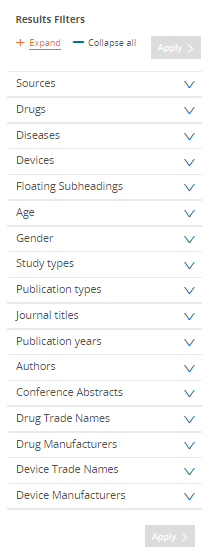 Results Filters
Expand Collapse all Apply
Sources
Drugs
Diseases
Devices
Floating Subheadings
Age
Gender
Study types
Publication types
Journal titles
Publication years
Authors
Conference Abstracts
Drug Trade Names
Drug Manufacturers
Device Trade Names
Device Manufacturers
Apply